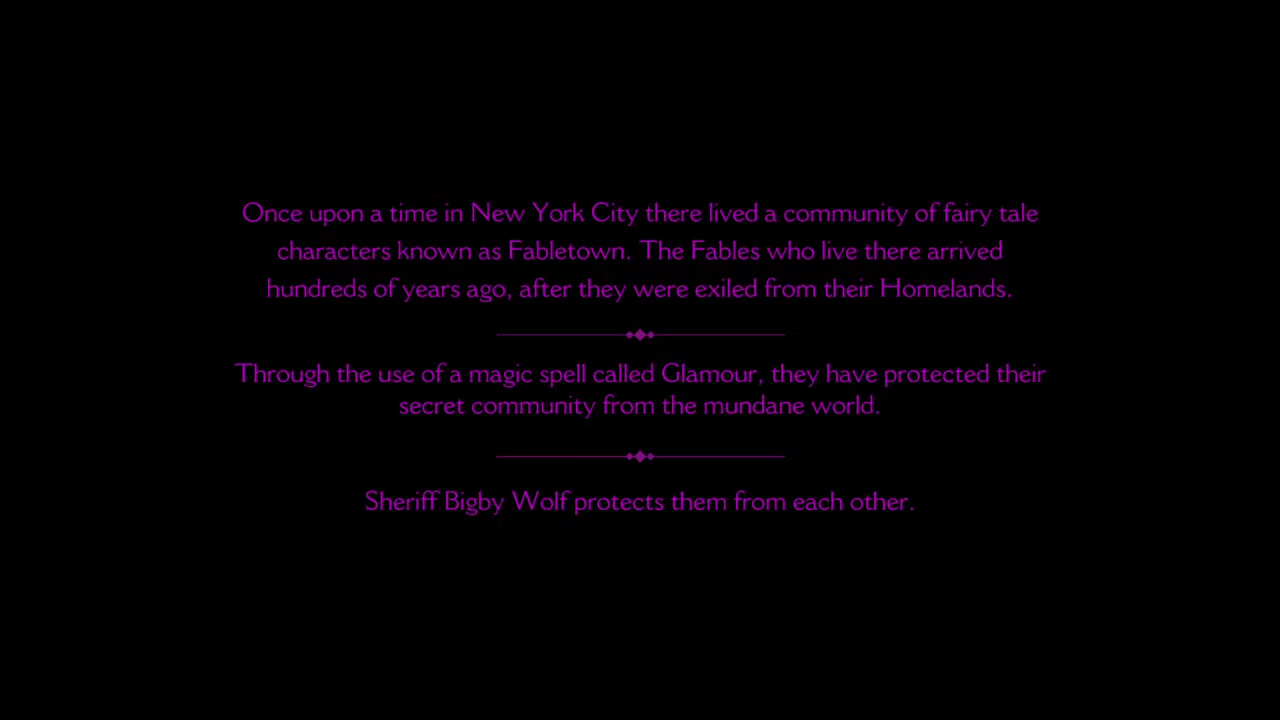 Once upon a time in New York City there lived a community of fairy tale
characters known as Fabletown. The Fables who live there arrived
hundreds of years ago, after they were exiled from their Homelands.
Through the use of a magic spell called Glamour, they have protected their
secret community from the mundane world.
Sheriff Bigby Wolf protects them from each other.